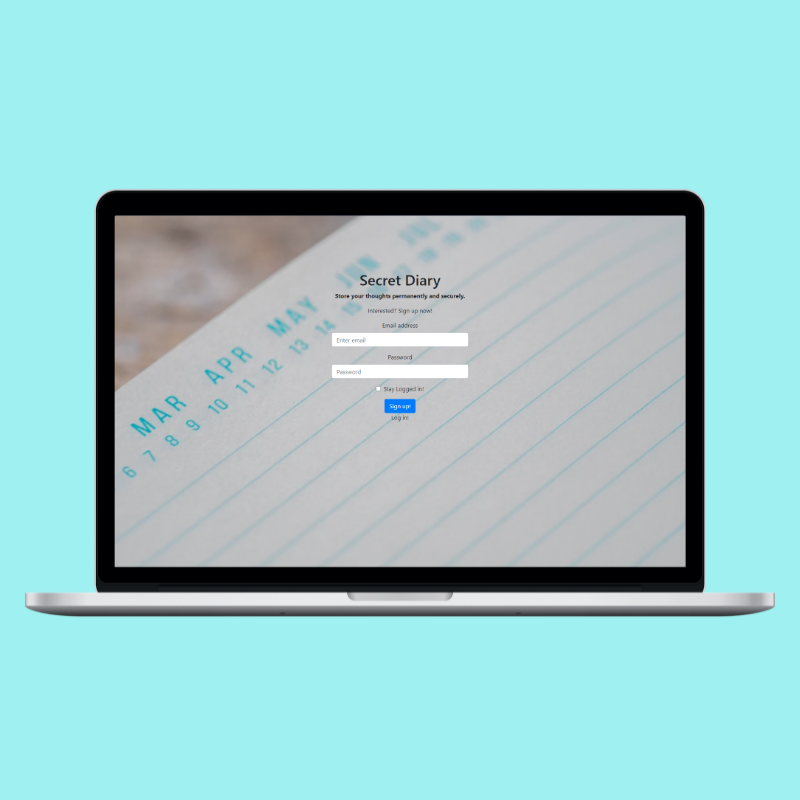 MAR APR MAY JUN JUL
6 7 8 9 10 11 12 13 14 15
Secret Diary
Store your thoughts permanently and securely.
Interested? Sign up now!
Email address
Enter email
Password
Password
Stay Logged in!
Sign up!
Log in!